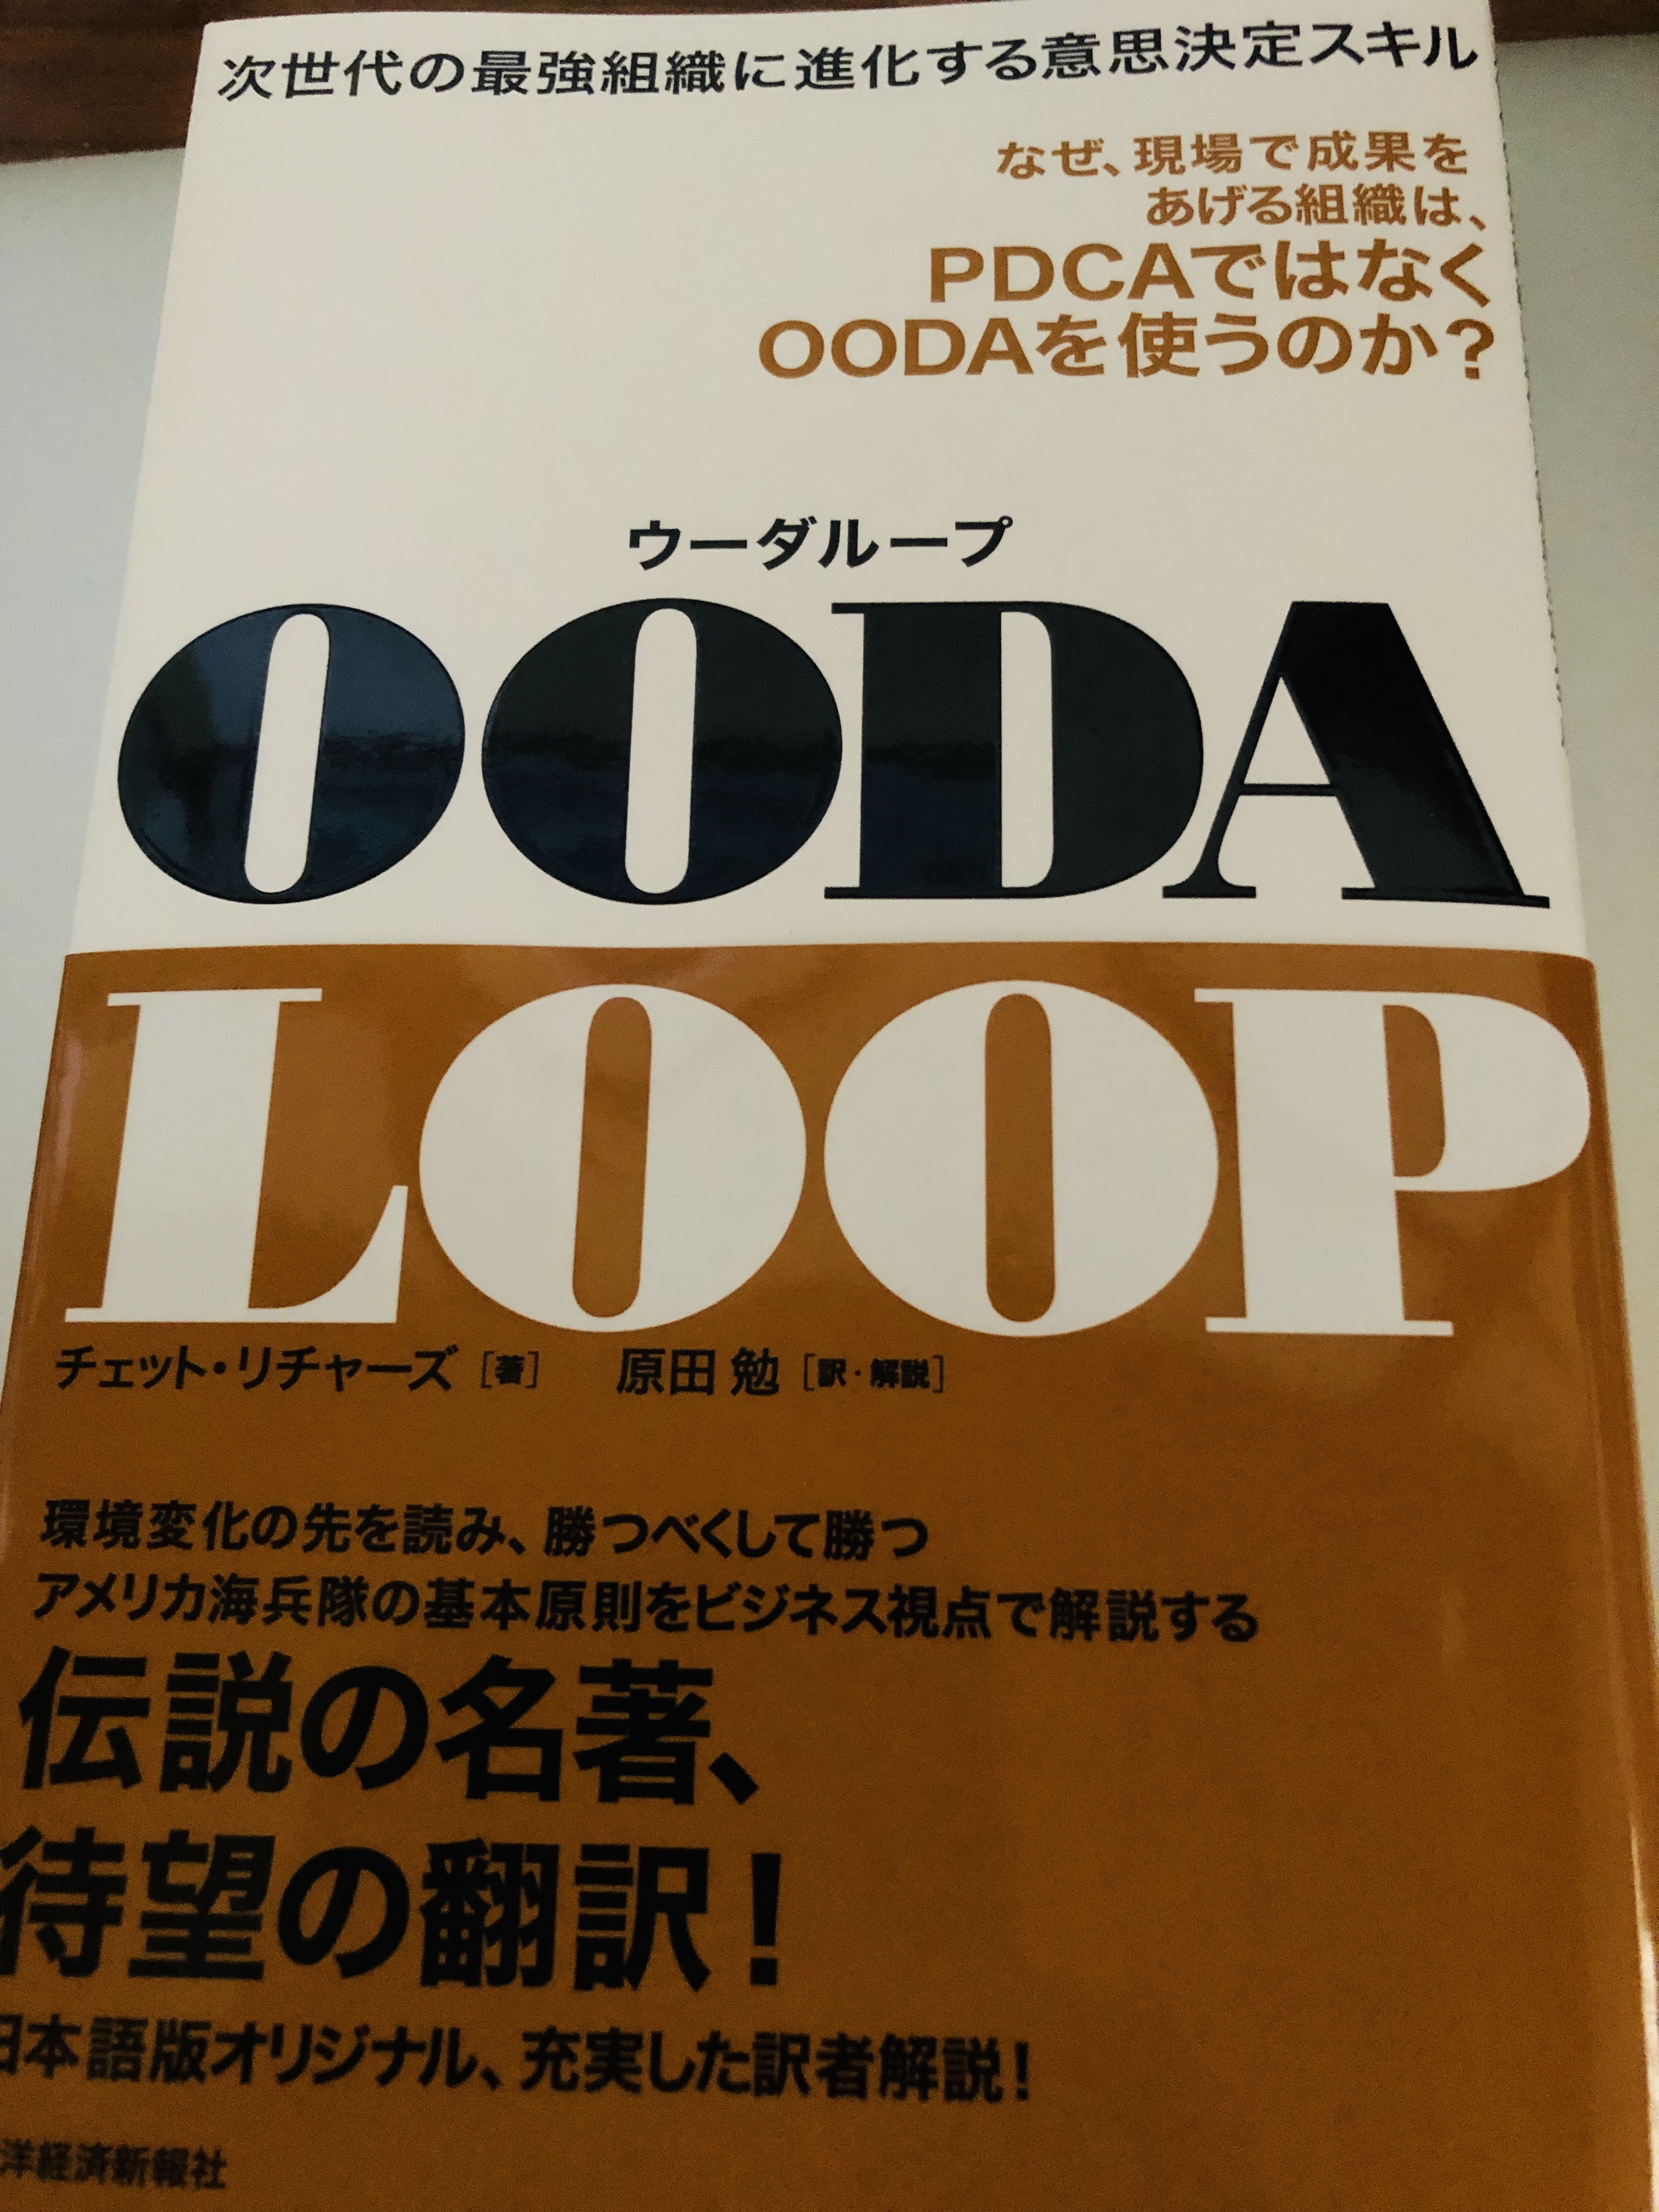 次世代の最強組織に進化する意思決定スキル
なぜ、現場で成果を
あげる組織は、
PDCAではなく
OODAを使うのか?
ウーダループ
OODA
LOOP
チェット・リチャーズ［著］　原田 勉［訳・解説］
環境変化の先を読み、勝つべくして勝つ
アメリカ海兵隊の基本原則をビジネス視点で解説する
伝説の名著、
待望の翻訳!
日本語版オリジナル、充実した訳者解説!
洋経済新報社